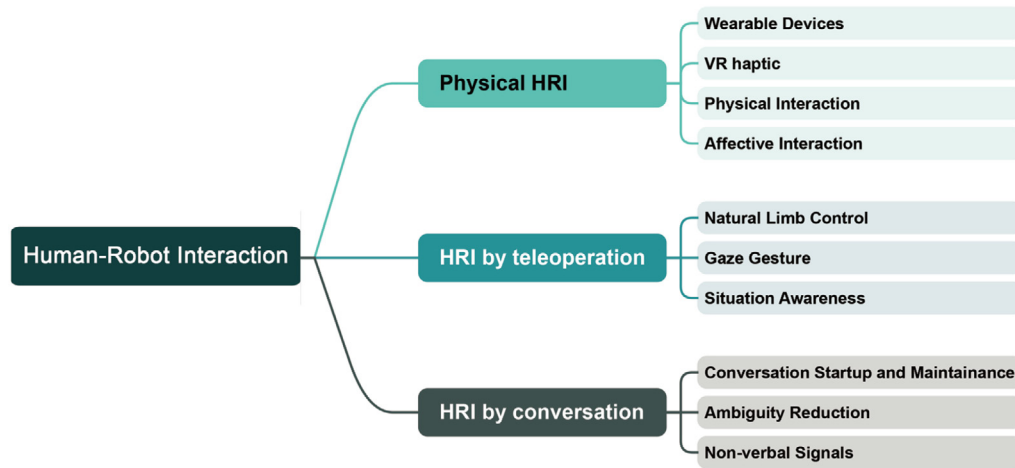 Human-Robot Interaction
Physical HRI
Wearable Devices
VR haptic
Physical Interaction
Affective Interaction
HRI by teleoperation
Natural Limb Control
Gaze Gesture
Situation Awareness
HRI by conversation
Conversation Startup and Maintainance
Ambiguity Reduction
Non-verbal Signals